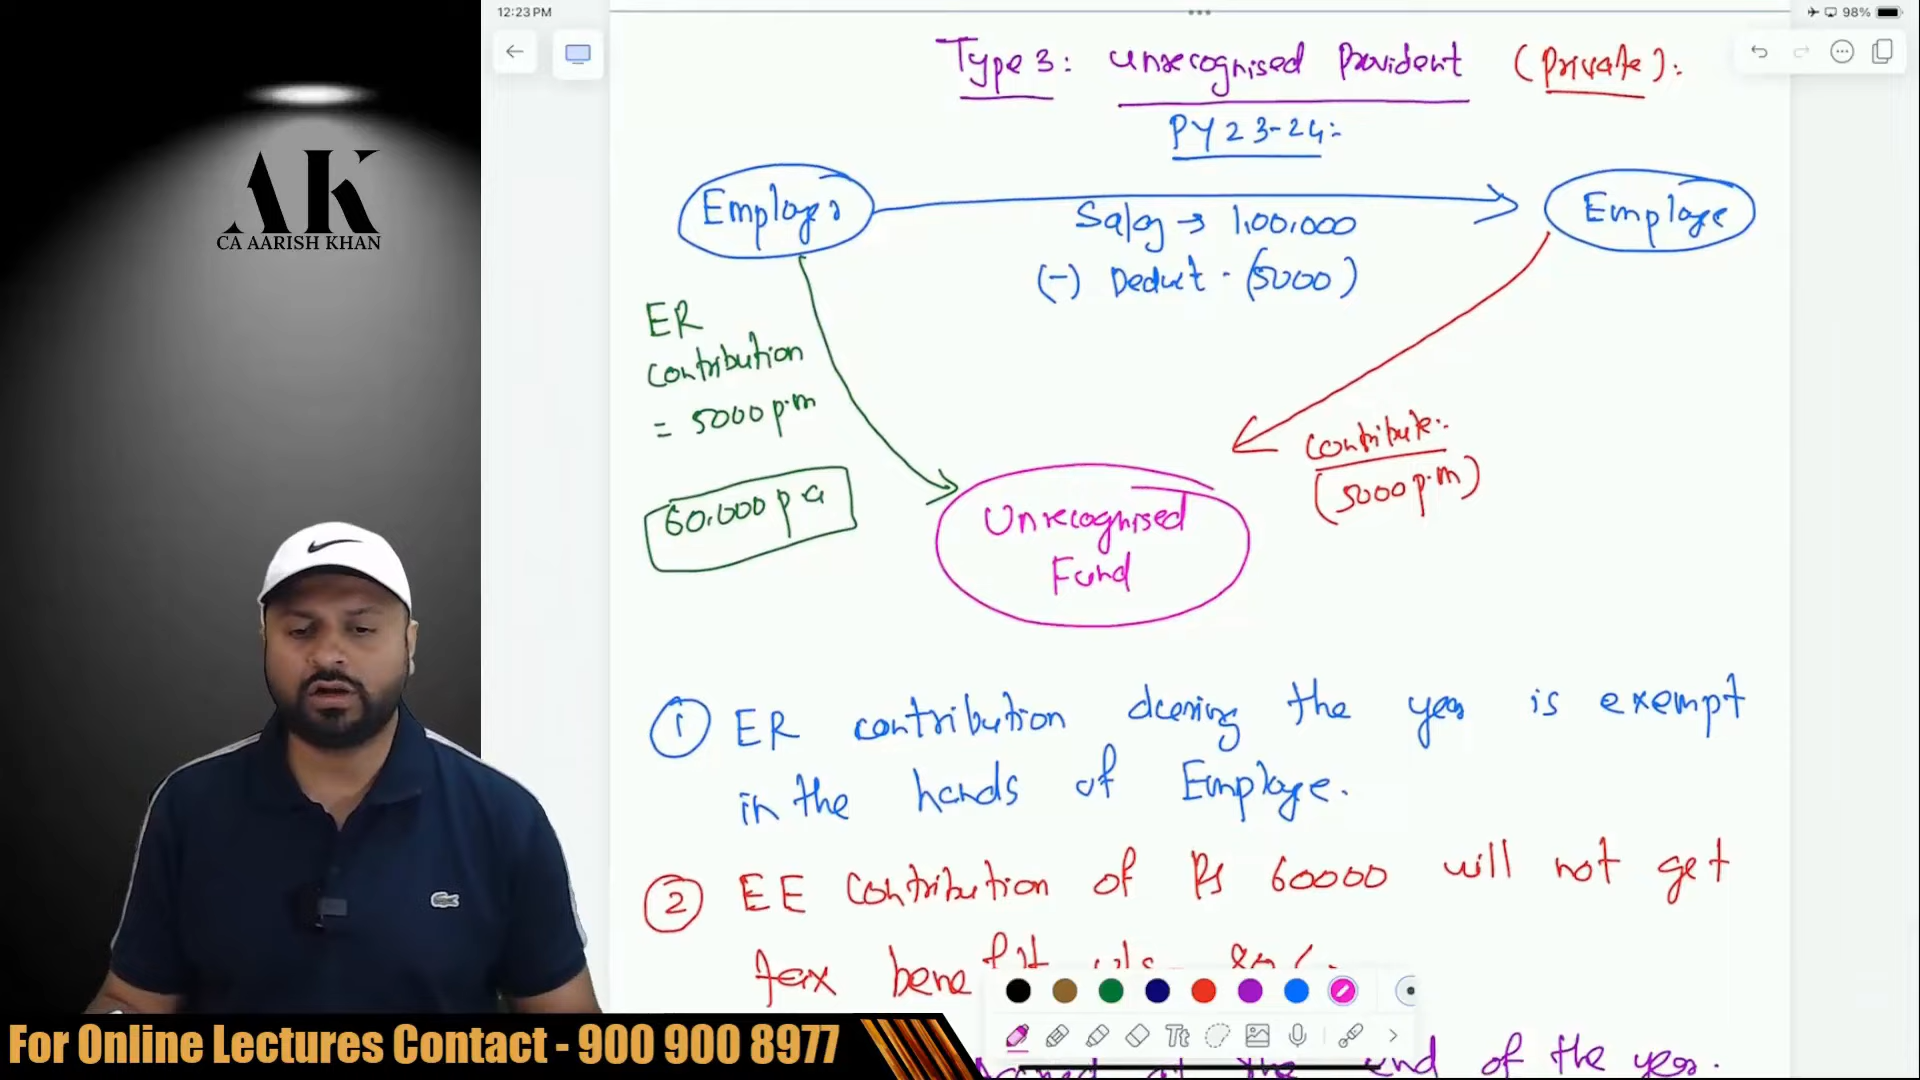 12:23 PM
98%
Type 3: Unrecognised Provident (Private):
PY 23-24:
Employer
Salary → 1,00,000
Employee
(-) Deduct - (5000)
ER
contribution
= 5000 p.m
60,000 p a
Contribute:
(5000 p.m)
Unrecognised
Fund
AK
CA AARISH KHAN
① ER contribution during the year is exempt
in the hands of Employee.
② EE contribution of Rs 60000 will not get
tax benefit u/s
Tt
end of the year.
For Online Lectures Contact - 900 900 8977